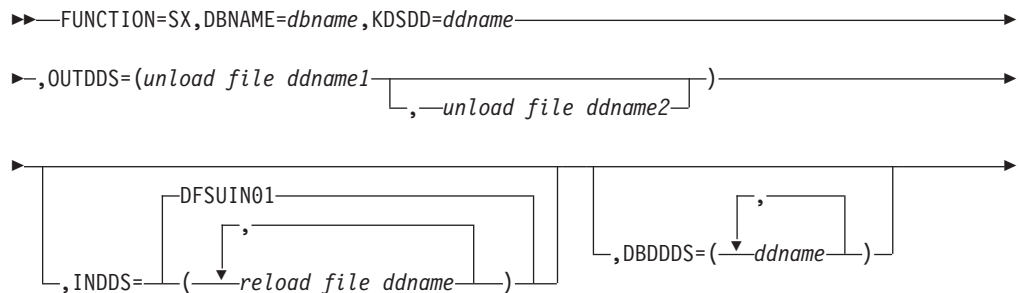 FUNCTION=SX,DBNAME=dbname,KDSDD=ddname
,OUTDDS=(unload file ddname1 )
, unload file ddname2
DFSUIN01
, ,
,INDDS= ( reload file ddname ) ,DBDDDS=( ddname )